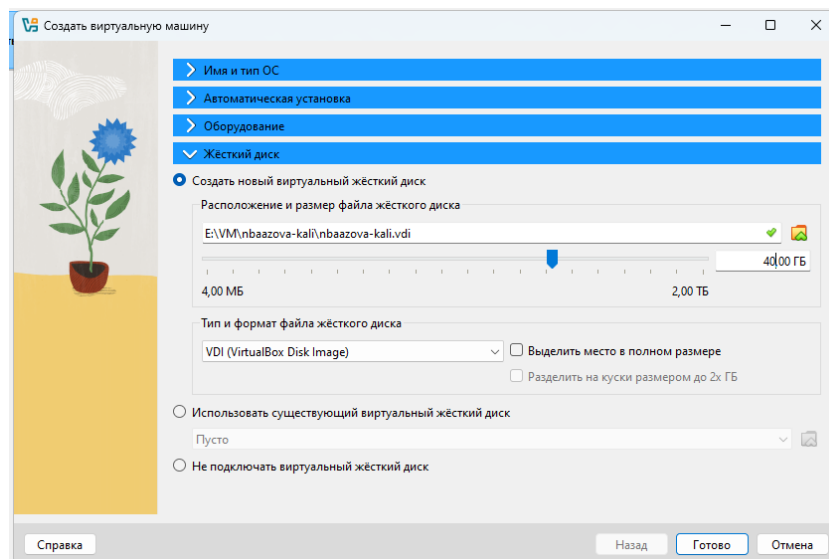 Создать виртуальную машину
Имя и тип ОС
Автоматическая установка
Оборудование
Жёсткий диск
Создать новый виртуальный жёсткий диск
Расположение и размер файла жёсткого диска
E:\VM\nbaazova-kali\nbaazova-kali.vdi
40,00 ГБ
4,00 МБ 2,00 ТБ
Тип и формат файла жёсткого диска
VDI (VirtualBox Disk Image) Выделить место в полном размере
Разделить на куски размером до 2х ГБ
Использовать существующий виртуальный жёсткий диск
Пусто
Не подключать виртуальный жёсткий диск
Справка Назад Готово Отмена